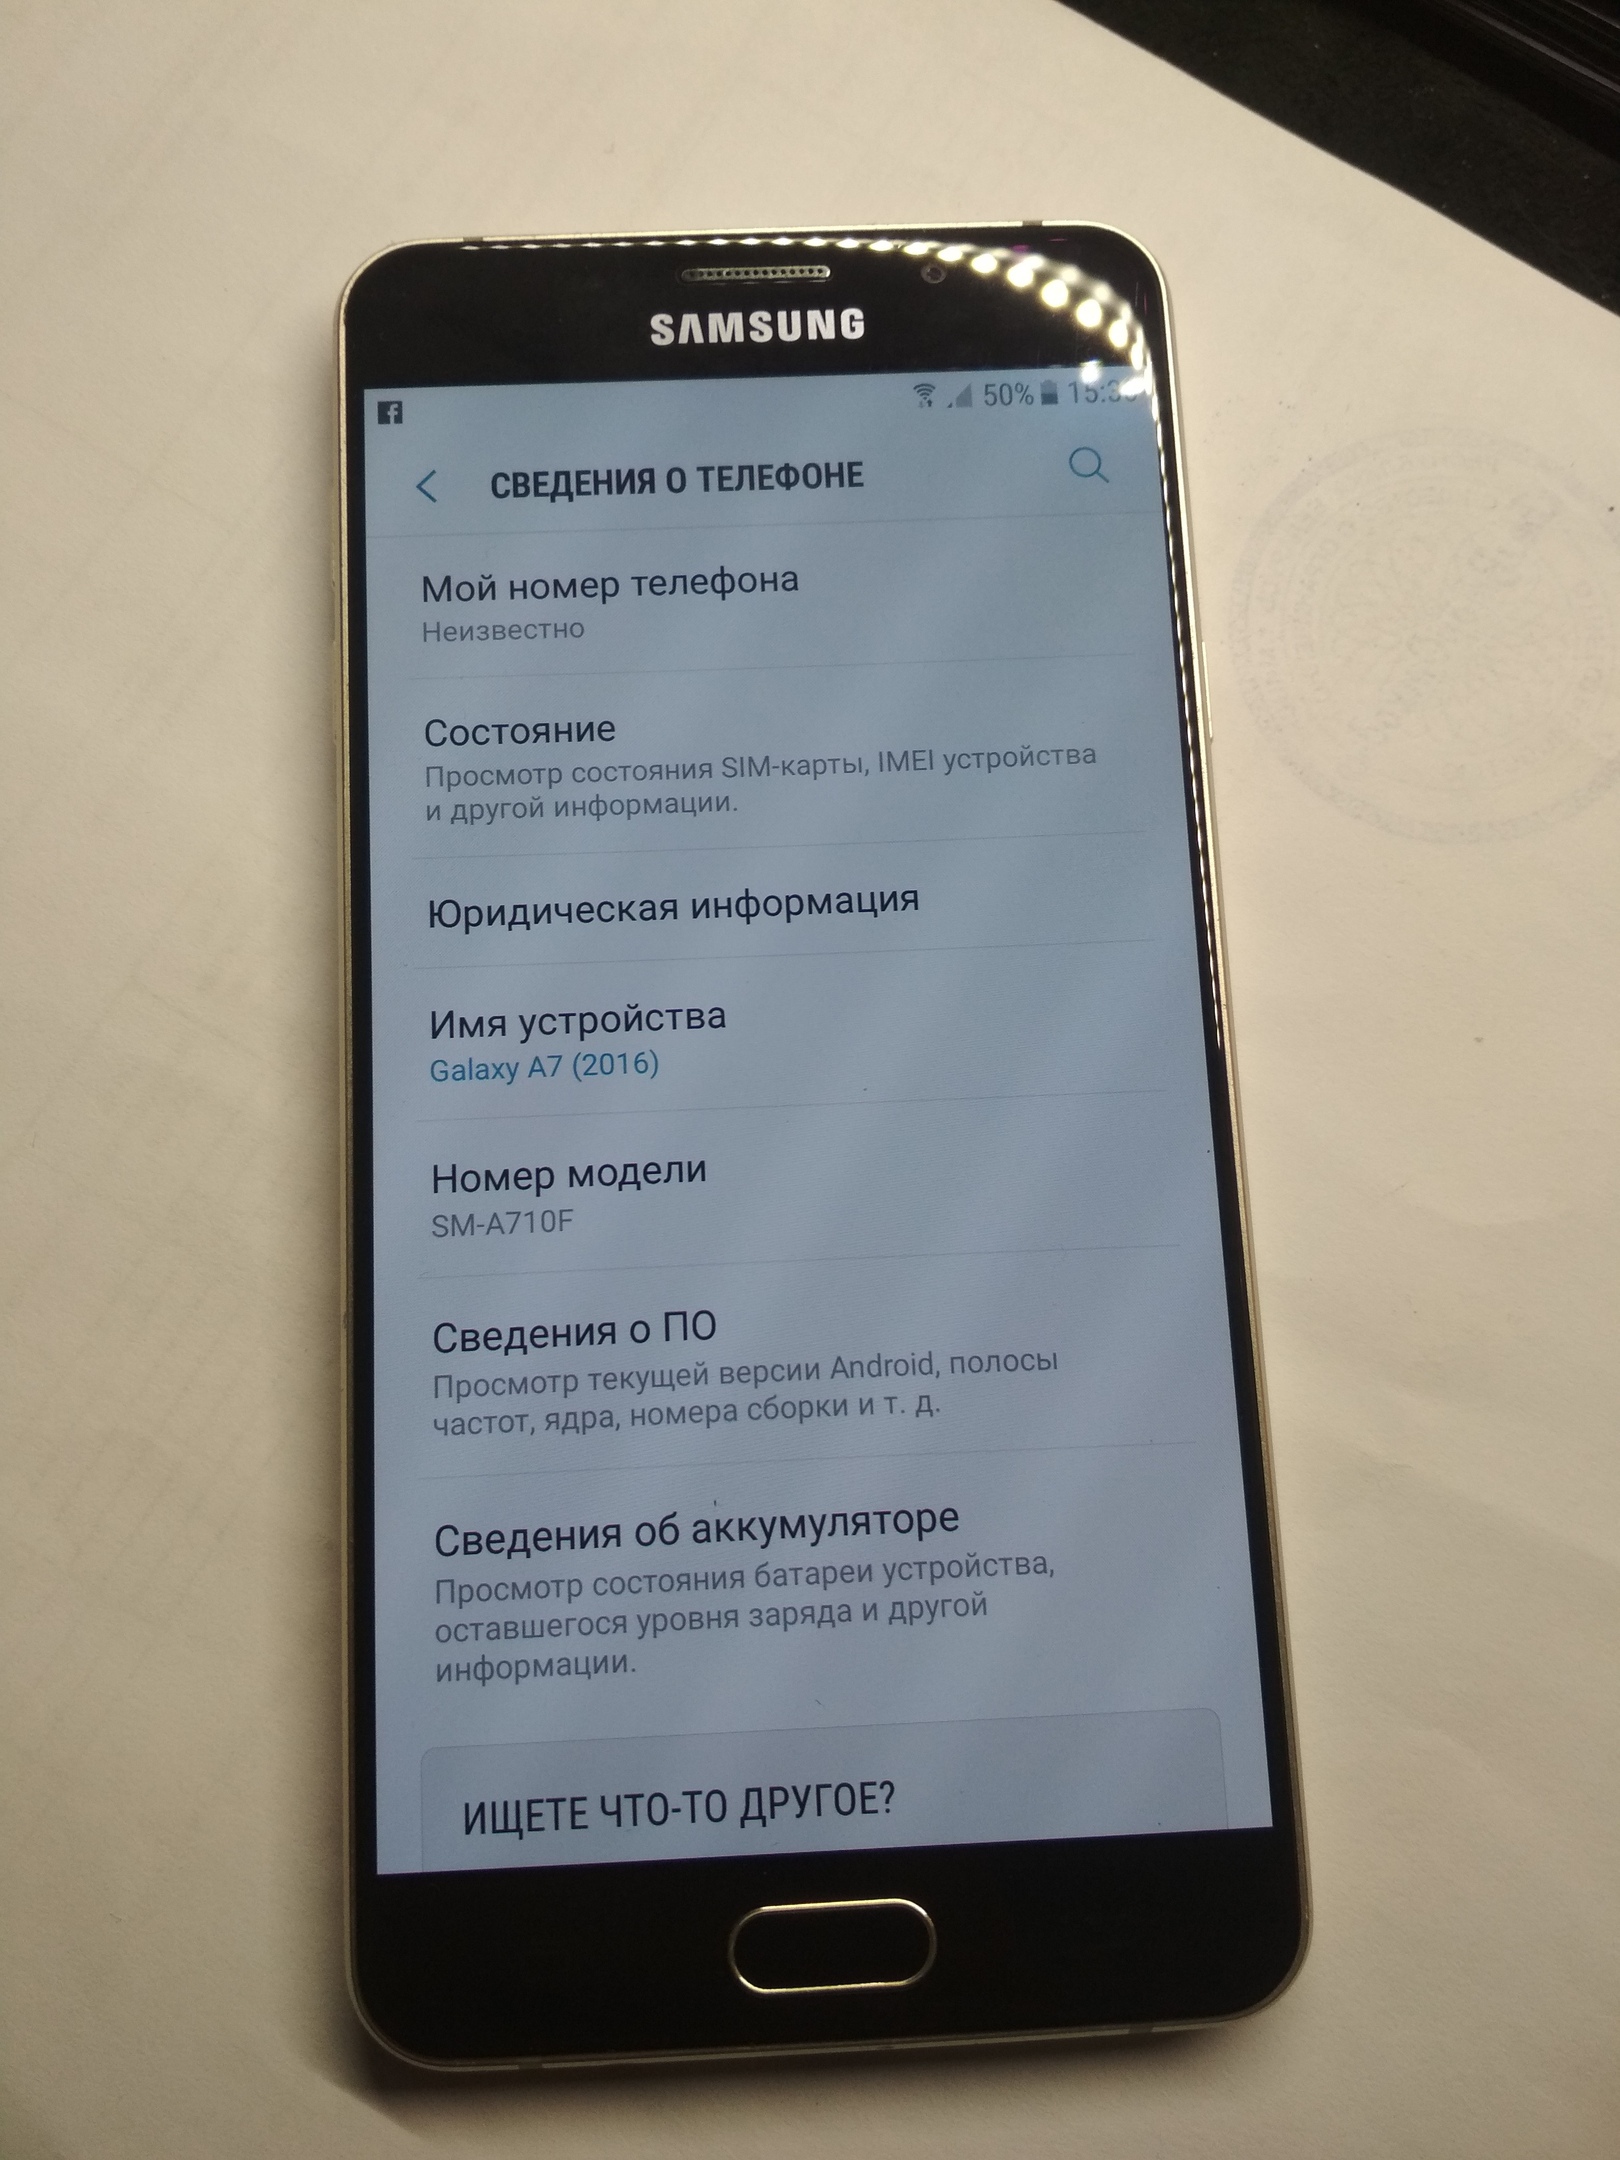 SAMSUNG
50%
СВЕДЕНИЯ О ТЕЛЕФОНЕ
Мой номер телефона
Неизвестно
Состояние
Просмотр состояния SIM-карты, IMEI устройства
и другой информации.
Юридическая информация
Имя устройства
Galaxy A7 (2016)
Номер модели
SM-A710F
Сведения о ПО
Просмотр текущей версии Android, полосы
частот, ядра, номера сборки и т. д.
Сведения об аккумуляторе
Просмотр состояния батареи устройства,
оставшегося уровня заряда и другой
информации.
ИЩЕТЕ ЧТО-ТО ДРУГОЕ?